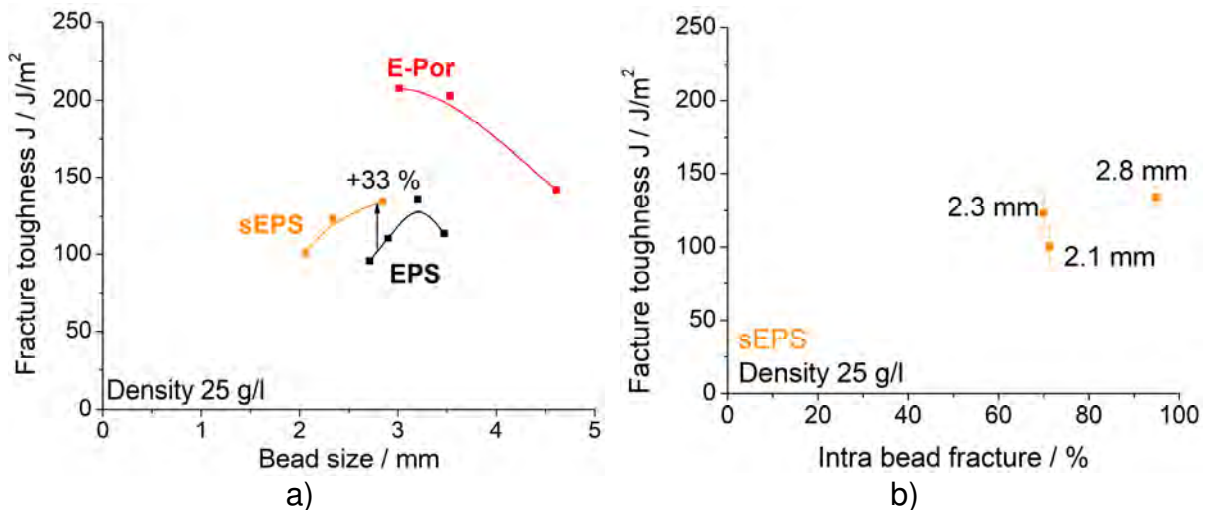 250
200
150
100
50
0
Fracture toughness J / J/m²
E-Por
+33 %
sEPS
EPS
Density 25 g/l
0 1 2 3 4 5
Bead size / mm
a)
250
200
150
100
50
0
Facture toughness J / J/m²
2.8 mm
2.3 mm
2.1 mm
sEPS
Density 25 g/l
0 20 40 60 80 100
Intra bead fracture / %
b)